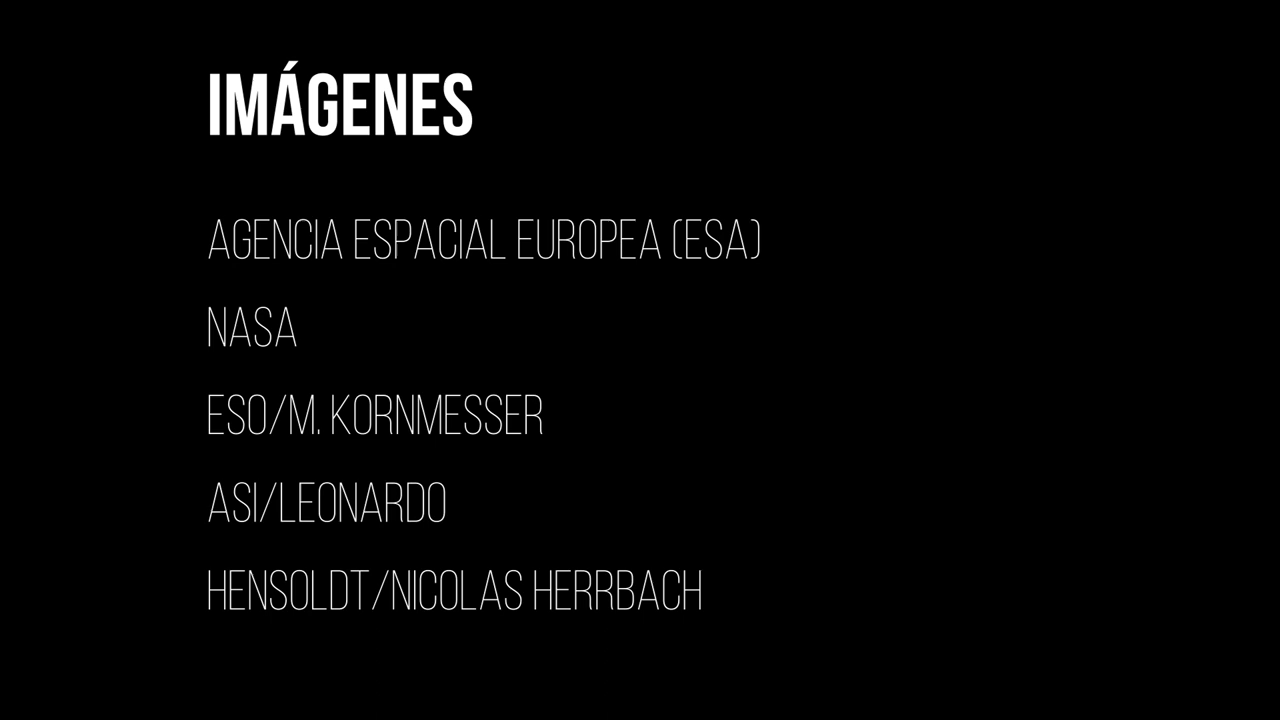 IMÁGENES
AGENCIA ESPACIAL EUROPEA (ESA)
NASA
ESO/M. KORNMESSER
ASI/LEONARDO
HENSOLDT/NICOLAS HERRBACH